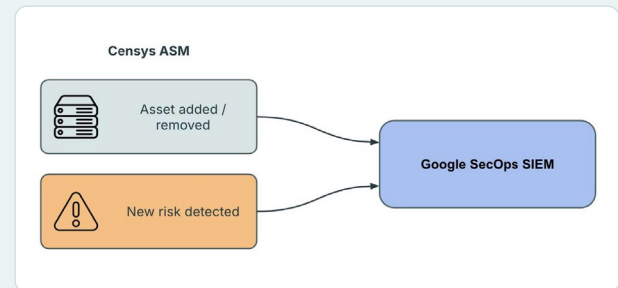 Censys ASM
Asset added /
removed
Google SecOps SIEM
New risk detected